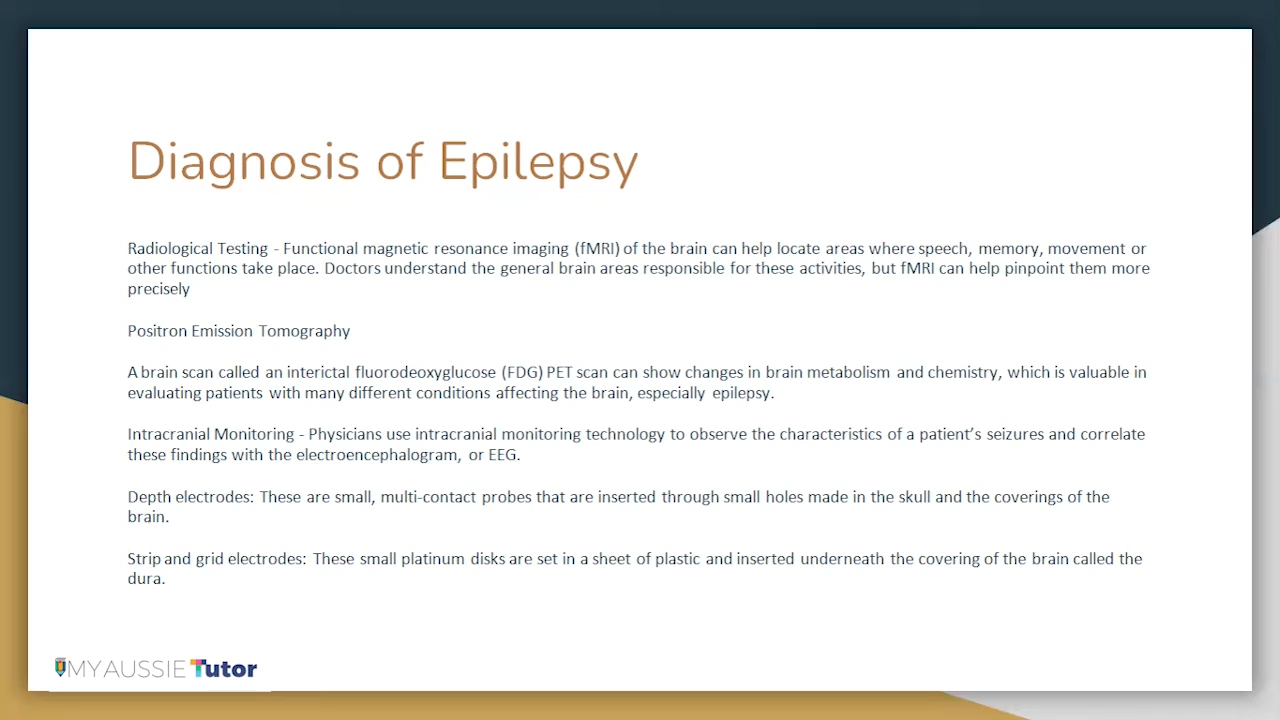 Diagnosis of Epilepsy
Radiological Testing - Functional magnetic resonance imaging (fMRI) of the brain can help locate areas where speech, memory, movement or
other functions take place. Doctors understand the general brain areas responsible for these activities, but fMRI can help pinpoint them more
precisely
Positron Emission Tomography
A brain scan called an interictal fluorodeoxyglucose (FDG) PET scan can show changes in brain metabolism and chemistry, which is valuable in
evaluating patients with many different conditions affecting the brain, especially epilepsy.
Intracranial Monitoring - Physicians use intracranial monitoring technology to observe the characteristics of a patient’s seizures and correlate
these findings with the electroencephalogram, or EEG.
Depth electrodes: These are small, multi-contact probes that are inserted through small holes made in the skull and the coverings of the
brain.
Strip and grid electrodes: These small platinum disks are set in a sheet of plastic and inserted underneath the covering of the brain called the
dura.
MY AUSSIE Tutor